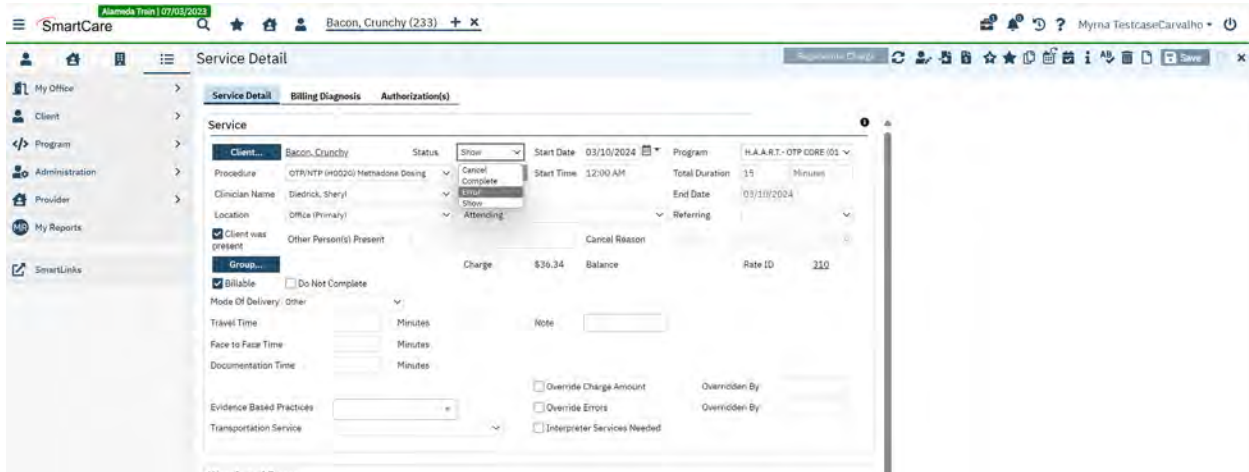 Alameda Train | 07/03/2023
SmartCare
Bacon, Crunchy (233) + ×
? Myrna TestcaseCarvalho
Service Detail
Regenerate Charge
Save
My Office
Client
Program
Administration
Provider
MR My Reports
SmartLinks
Service Detail Billing Diagnosis Authorization(s)
Service
Client... Bacon, Crunchy Status Show Start Date 03/10/2024 Program H.A.A.R.T.- OTP CORE (01
Procedure OTP/NTP (H0020) Methadone Dosing Start Time 12:00 AM Total Duration 15 Minutes
Cancel
Complete
Error
Show
Clinician Name Diedrick, Sheryl End Date 03/10/2024
Location Office (Primary) Attending Referring
Client was present Other Person(s) Present Cancel Reason
Group... Charge $36.34 Balance Rate ID 210
Billable Do Not Complete
Mode Of Delivery Other
Travel Time Minutes Note
Face to Face Time Minutes
Documentation Time Minutes
Override Charge Amount Overridden By
Evidence Based Practices Override Errors Overridden By
Transportation Service Interpreter Services Needed